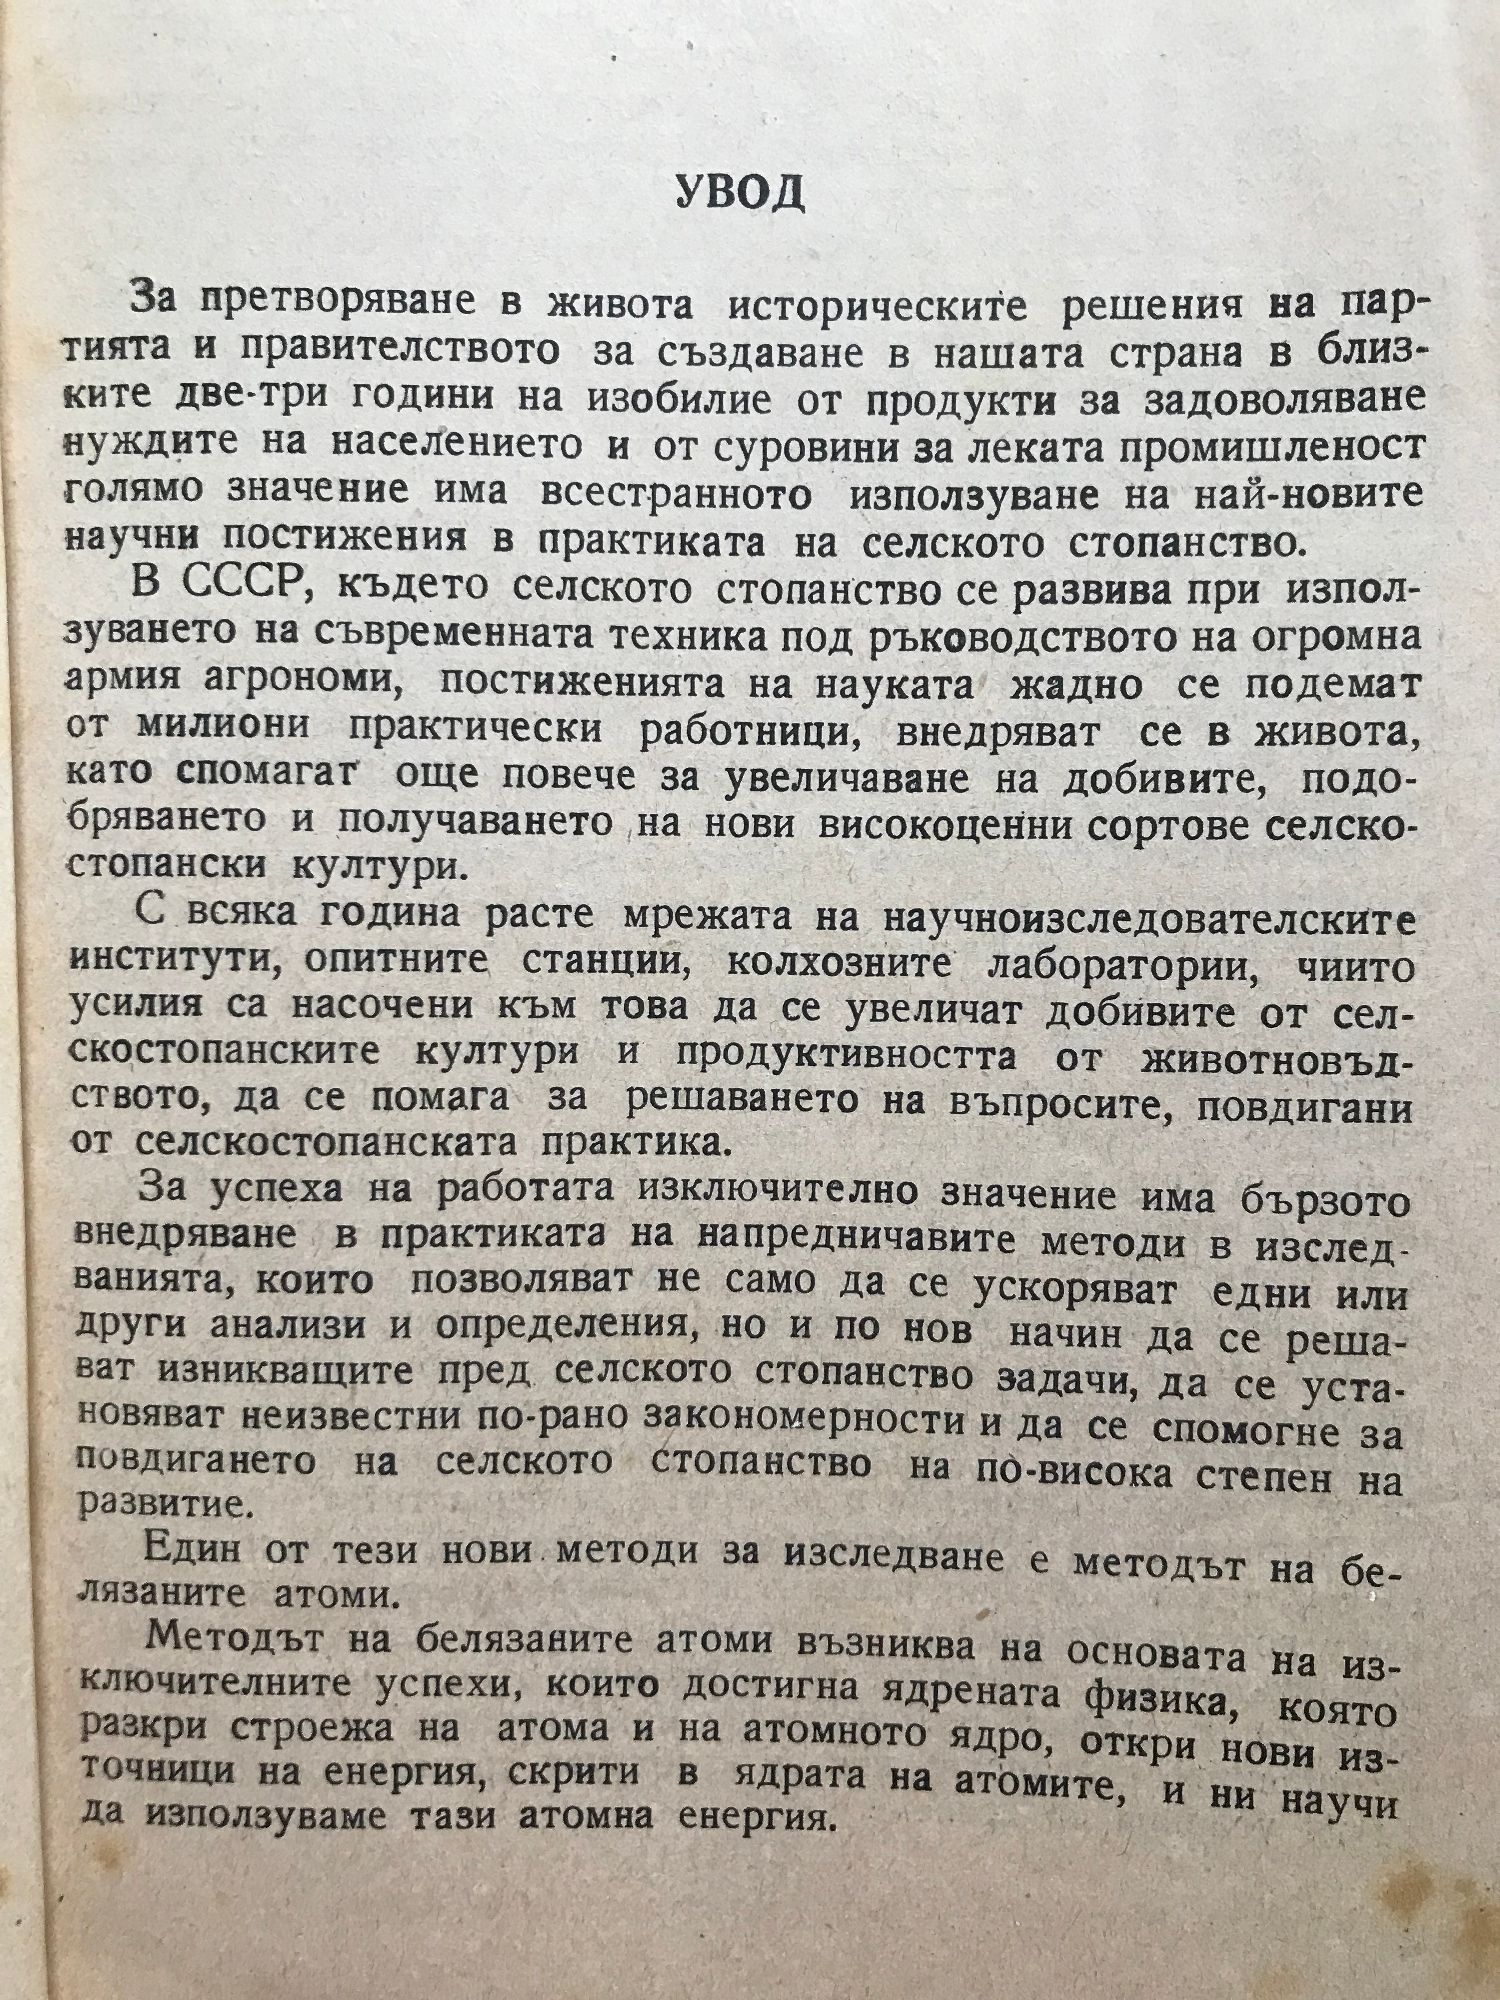 УВОД
За претворяване в живота историческите решения на пар-
тията и правителството за създаване в нашата страна в близ-
ките две-три години на изобилие от продукти за задоволяване
нуждите на населението и от суровини за леката промишленост
голямо значение има всестранното използуване на най-новите
научни постижения в практиката на селското стопанство.
В СССР, където селското стопанство се развива при изпол-
зуването на съвременната техника под ръководството на огромна
армия агрономи, постиженията на науката жадно се подемат
от милиони практически работници, внедряват се в живота,
като спомагат още повече за увеличаване на добивите, подо-
бряването и получаването на нови високоценни сортове селско-
стопански култури.
С всяка година расте мрежата на научноизследователските
институти, опитните станции, колхозните лаборатории, чиито
усилия са насочени към това да се увеличат добивите от сел-
скостопанските култури и продуктивността от животновъд-
ството, да се помага за решаването на въпросите, повдигани
от селскостопанската практика.
За успеха на работата изключително значение има бързото
внедряване в практиката на напредничавите методи в изслед-
ванията, които позволяват не само да се ускоряват едни или
други анализи и определения, но и по нов начин да се реша-
ват изникващите пред селското стопанство задачи, да се уста-
новяват неизвестни по-рано закономерности и да се спомогне за
повдигането на селското стопанство на по-висока степен на
развитие.
Един от тези нови методи за изследване е методът на бе-
лязаните атоми.
Методът на белязаните атоми възниква на основата на из-
ключителните успехи, които достигна ядрената физика, която
разкри строежа на атома и на атомното ядро, откри нови из-
точници на енергия, скрити в ядрата на атомите, и ни научи
да използуваме тази атомна енергия.